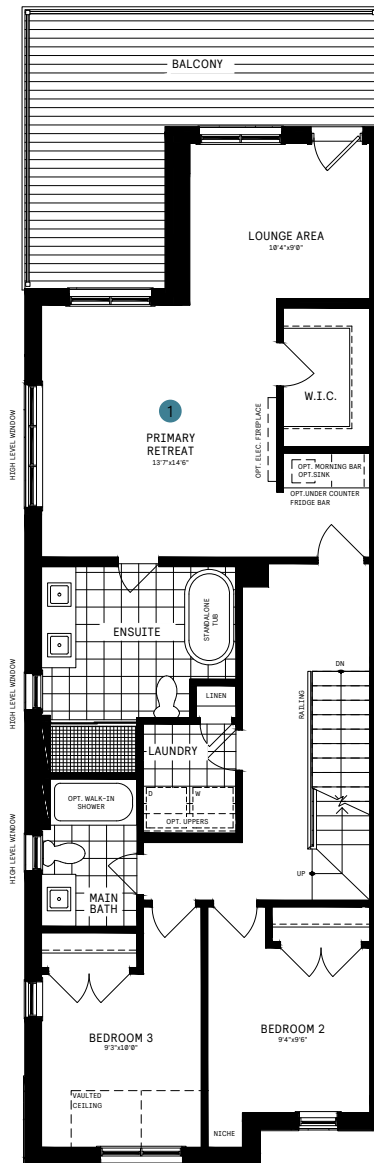 BALCONY
LOUNGE AREA
10'4"x9'0"
W.I.C.
1
PRIMARY
RETREAT
13'7"x14'6"
OPT. ELEC. FIREPLACE
HIGH LEVEL WINDOW
OPT. MORNING BAR
OPT.SINK
OPT.UNDER COUNTER
FRIDGE BAR
ENSUITE
STANDALONE
TUB
HIGH LEVEL WINDOW
LINEN
DN
RAILING
LAUNDRY
D
W
OPT. UPPERS
OPT. WALK-IN
SHOWER
HIGH LEVEL WINDOW
UP
MAIN
BATH
BEDROOM 3
9'3"x10'0"
BEDROOM 2
9'4"x9'6"
VAULTED
CEILING
NICHE